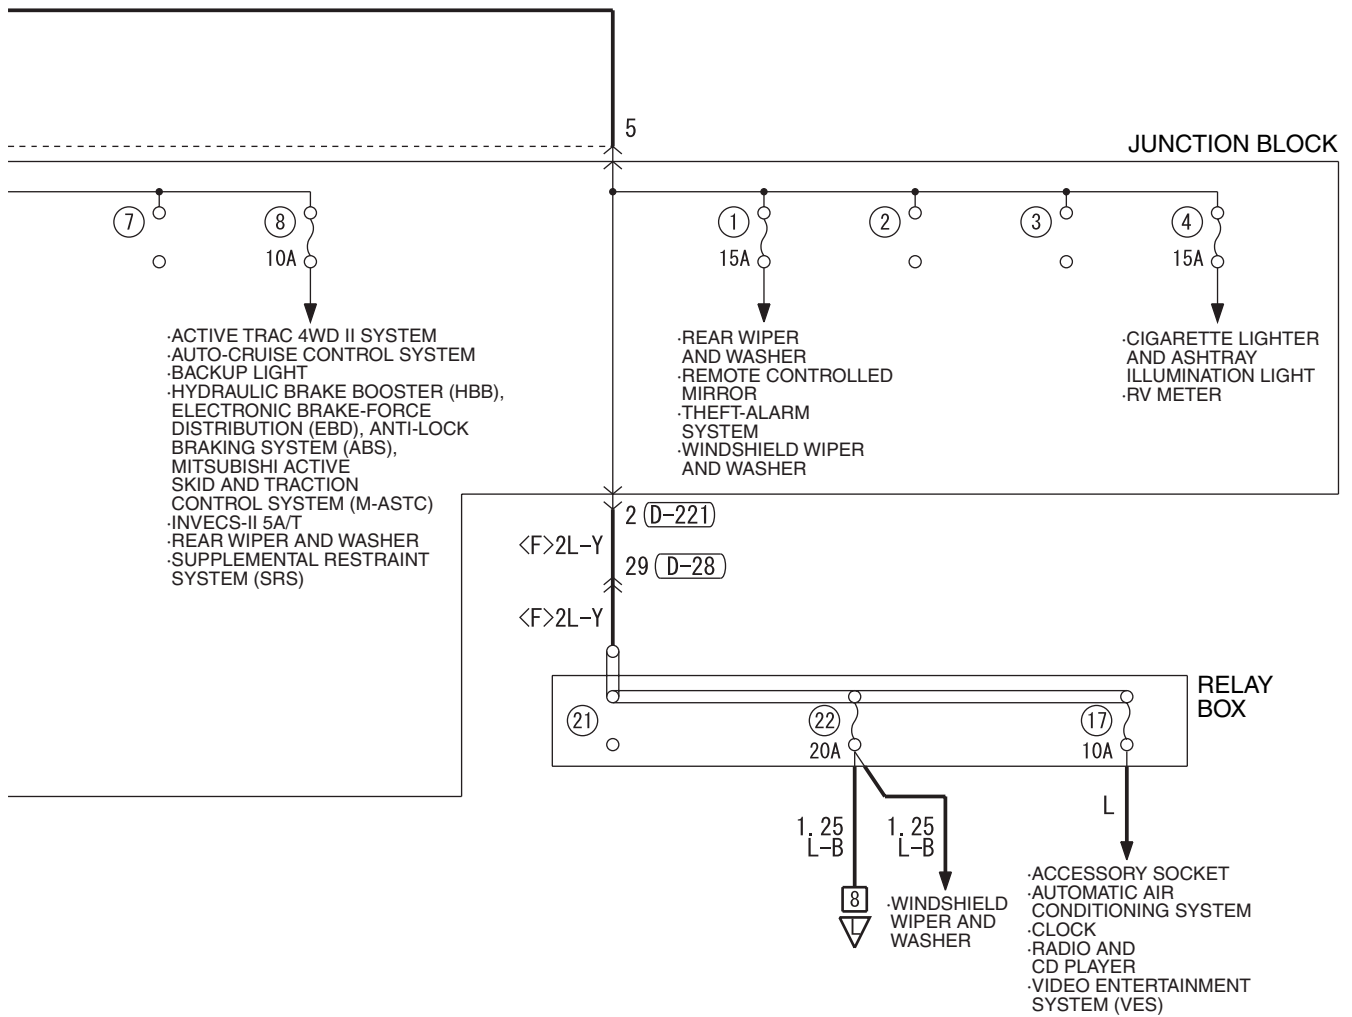 5
JUNCTION BLOCK
7
8
10A
1
15A
2
3
4
15A
·ACTIVE TRAC 4WD II SYSTEM
·AUTO-CRUISE CONTROL SYSTEM
·BACKUP LIGHT
·HYDRAULIC BRAKE BOOSTER (HBB),
ELECTRONIC BRAKE-FORCE
DISTRIBUTION (EBD), ANTI-LOCK
BRAKING SYSTEM (ABS),
MITSUBISHI ACTIVE
SKID AND TRACTION
CONTROL SYSTEM (M-ASTC)
·INVECS-II 5A/T
·REAR WIPER AND WASHER
·SUPPLEMENTAL RESTRAINT
SYSTEM (SRS)
·REAR WIPER
AND WASHER
·REMOTE CONTROLLED
MIRROR
·THEFT-ALARM
SYSTEM
·WINDSHIELD WIPER
AND WASHER
·CIGARETTE LIGHTER
AND ASHTRAY
ILLUMINATION LIGHT
·RV METER
2 D-221
<F>2L-Y
29 D-28
<F>2L-Y
RELAY
BOX
21
22
20A
17
10A
1.25
L-B
1.25
L-B
L
8
L
·WINDSHIELD
WIPER AND
WASHER
·ACCESSORY SOCKET
·AUTOMATIC AIR
CONDITIONING SYSTEM
·CLOCK
·RADIO AND
CD PLAYER
·VIDEO ENTERTAINMENT
SYSTEM (VES)